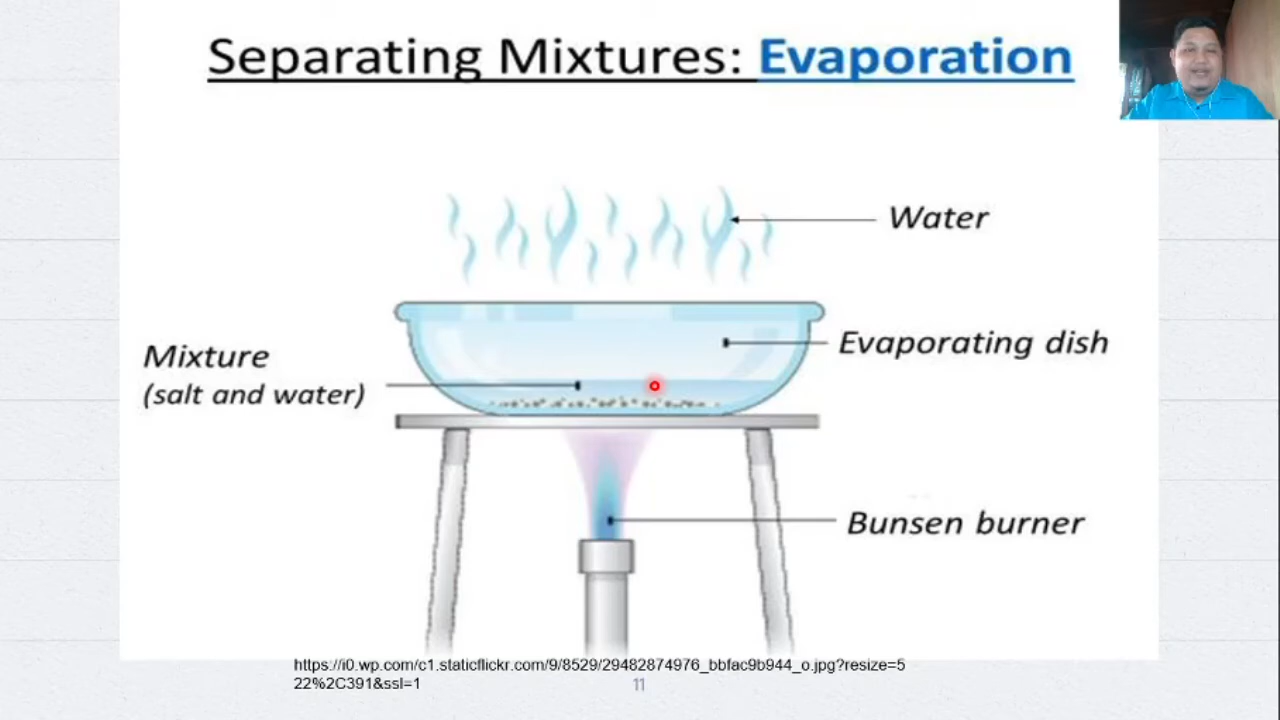 Separating Mixtures: Evaporation
Water
Evaporating dish
Mixture
(salt and water)
Bunsen burner
https://i0.wp.com/c1.staticflickr.com/9/8529/29482874976_bbfac9b944_o.jpg?resize=5
22%2C391&ssl=1
11